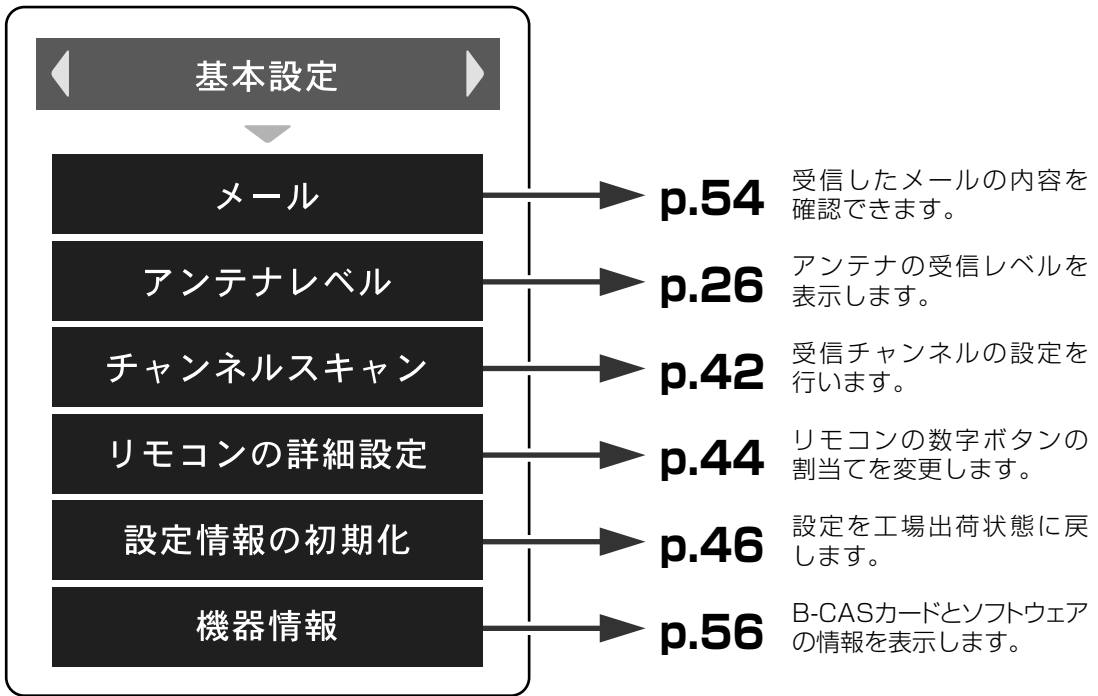 基本設定
メール
p.54
受信したメールの内容を
確認できます。
アンテナレベル
p.26
アンテナの受信レベルを
表示します。
チャンネルスキャン
p.42
受信チャンネルの設定を
行います。
リモコンの詳細設定
p.44
リモコンの数字ボタンの
割当てを変更します。
設定情報の初期化
p.46
設定を工場出荷状態に戻
します。
機器情報
p.56
B-CASカードとソフトウェア
の情報を表示します。